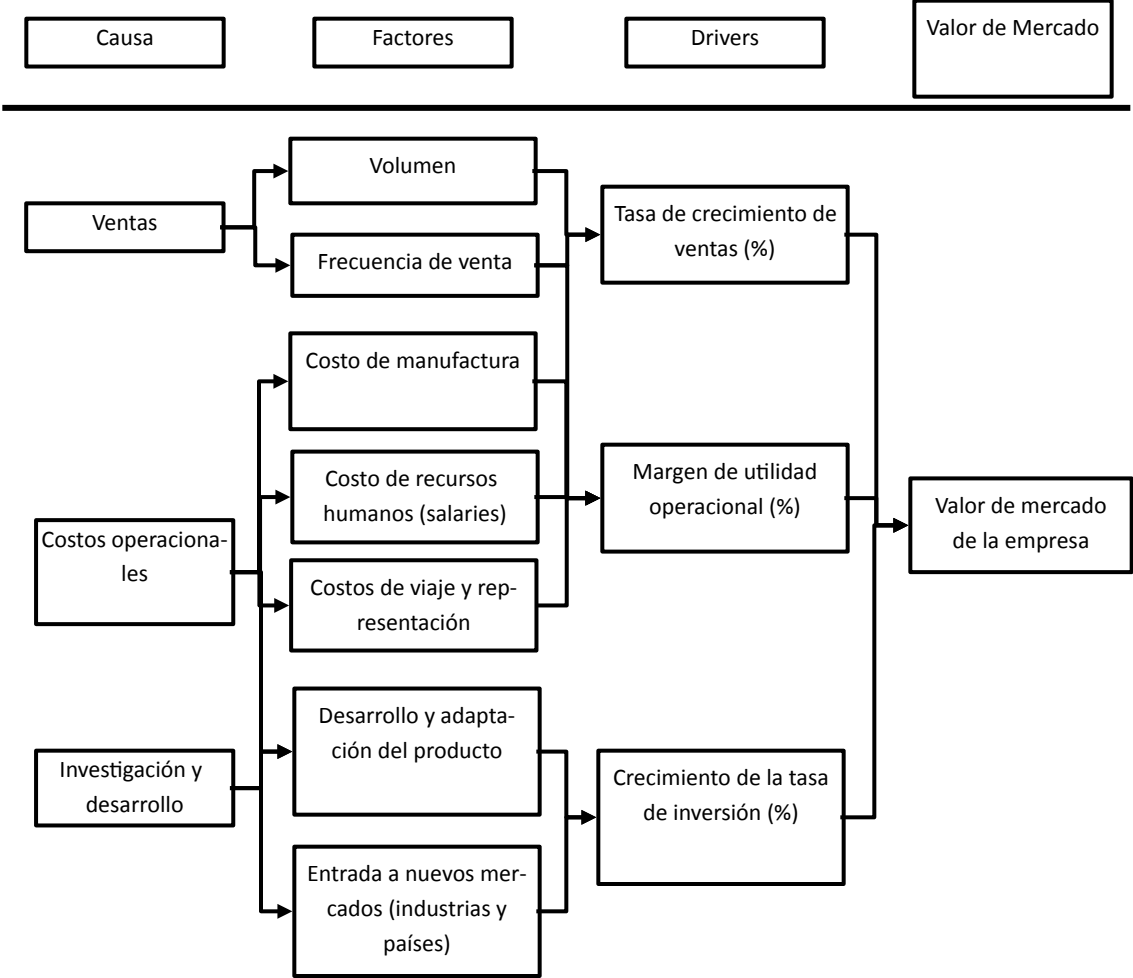 Causa
Factores
Drivers
Valor de Mercado
Volumen
Ventas
Frecuencia de venta
Tasa de crecimiento de
ventas (%)
Costo de manufactura
Costo de recursos
humanos (salaries)
Costos operaciona-
les
Costos de viaje y rep-
resentación
Margen de utilidad
operacional (%)
Valor de mercado
de la empresa
Investigación y
desarrollo
Desarrollo y adapta-
ción del producto
Entrada a nuevos mer-
cados (industrias y
países)
Crecimiento de la tasa
de inversión (%)